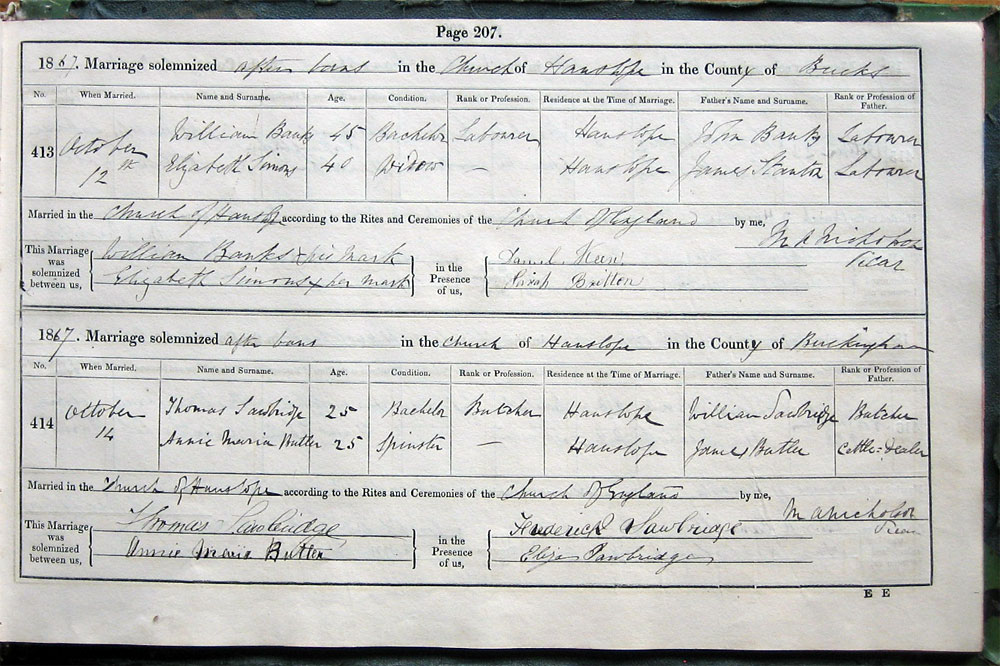 Page 207.
1867. Marriage solemnized after bans in the Church of Hanslope in the County of Bucks
No. When Married. Name and Surname. Age. Condition. Rank or Profession. Residence at the Time of Marriage. Father's Name and Surname. Rank or Profession of Father.
413 October 12th William Banks 45 Bachelor Labourer Hanslope John Banks Labourer
Elizabeth Simons 40 Widow — Hanslope James Stanton Labourer
Married in the Church of Hanslope according to the Rites and Ceremonies of the Church of England by me,
M A Nicholson
Vicar
This Marriage was solemnized between us,
William Banks x his mark
Elizabeth Simons x her mark
in the Presence of us,
Daniel Keen
Sarah Britten
1867. Marriage solemnized after bans in the Church of Hanslope in the County of Buckingham
No. When Married. Name and Surname. Age. Condition. Rank or Profession. Residence at the Time of Marriage. Father's Name and Surname. Rank or Profession of Father.
414 October 14 Thomas Sawbridge 25 Bachelor Butcher Hanslope William Sawbridge Butcher
Annie Maria Butler 25 Spinster — Hanslope James Butler Cattle=Dealer
Married in the Church of Hanslope according to the Rites and Ceremonies of the Church of England by me,
M A Nicholson
Vicar
This Marriage was solemnized between us,
Thomas Sawbridge
Annie Maria Butler
in the Presence of us,
Frederick Sawbridge
Eliza Sawbridge
E E